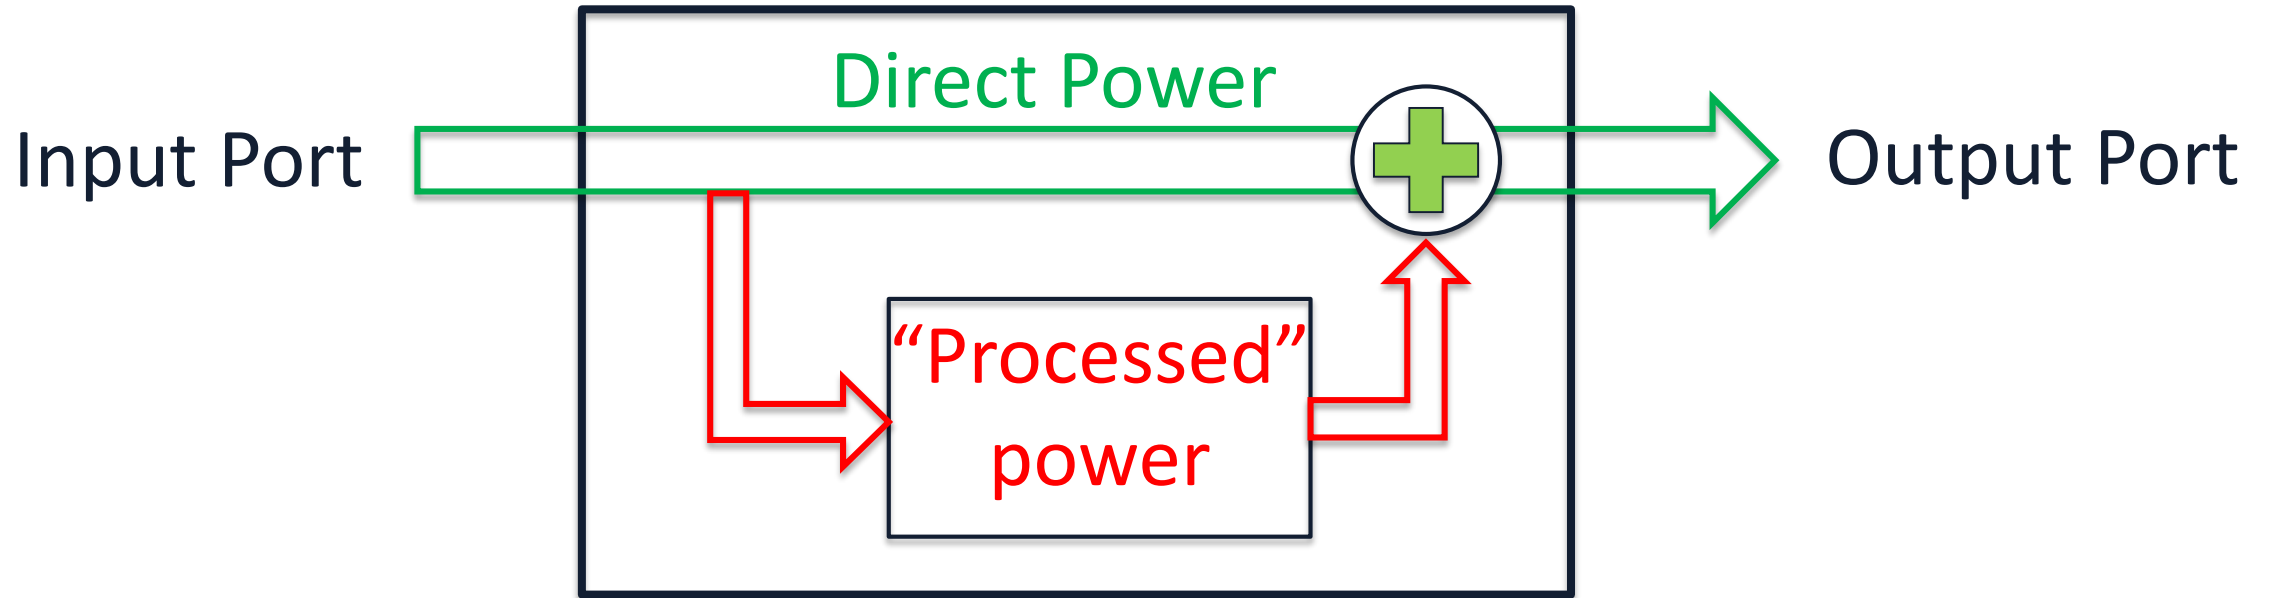 Direct Power
Input Port
Output Port
“Processed”
power